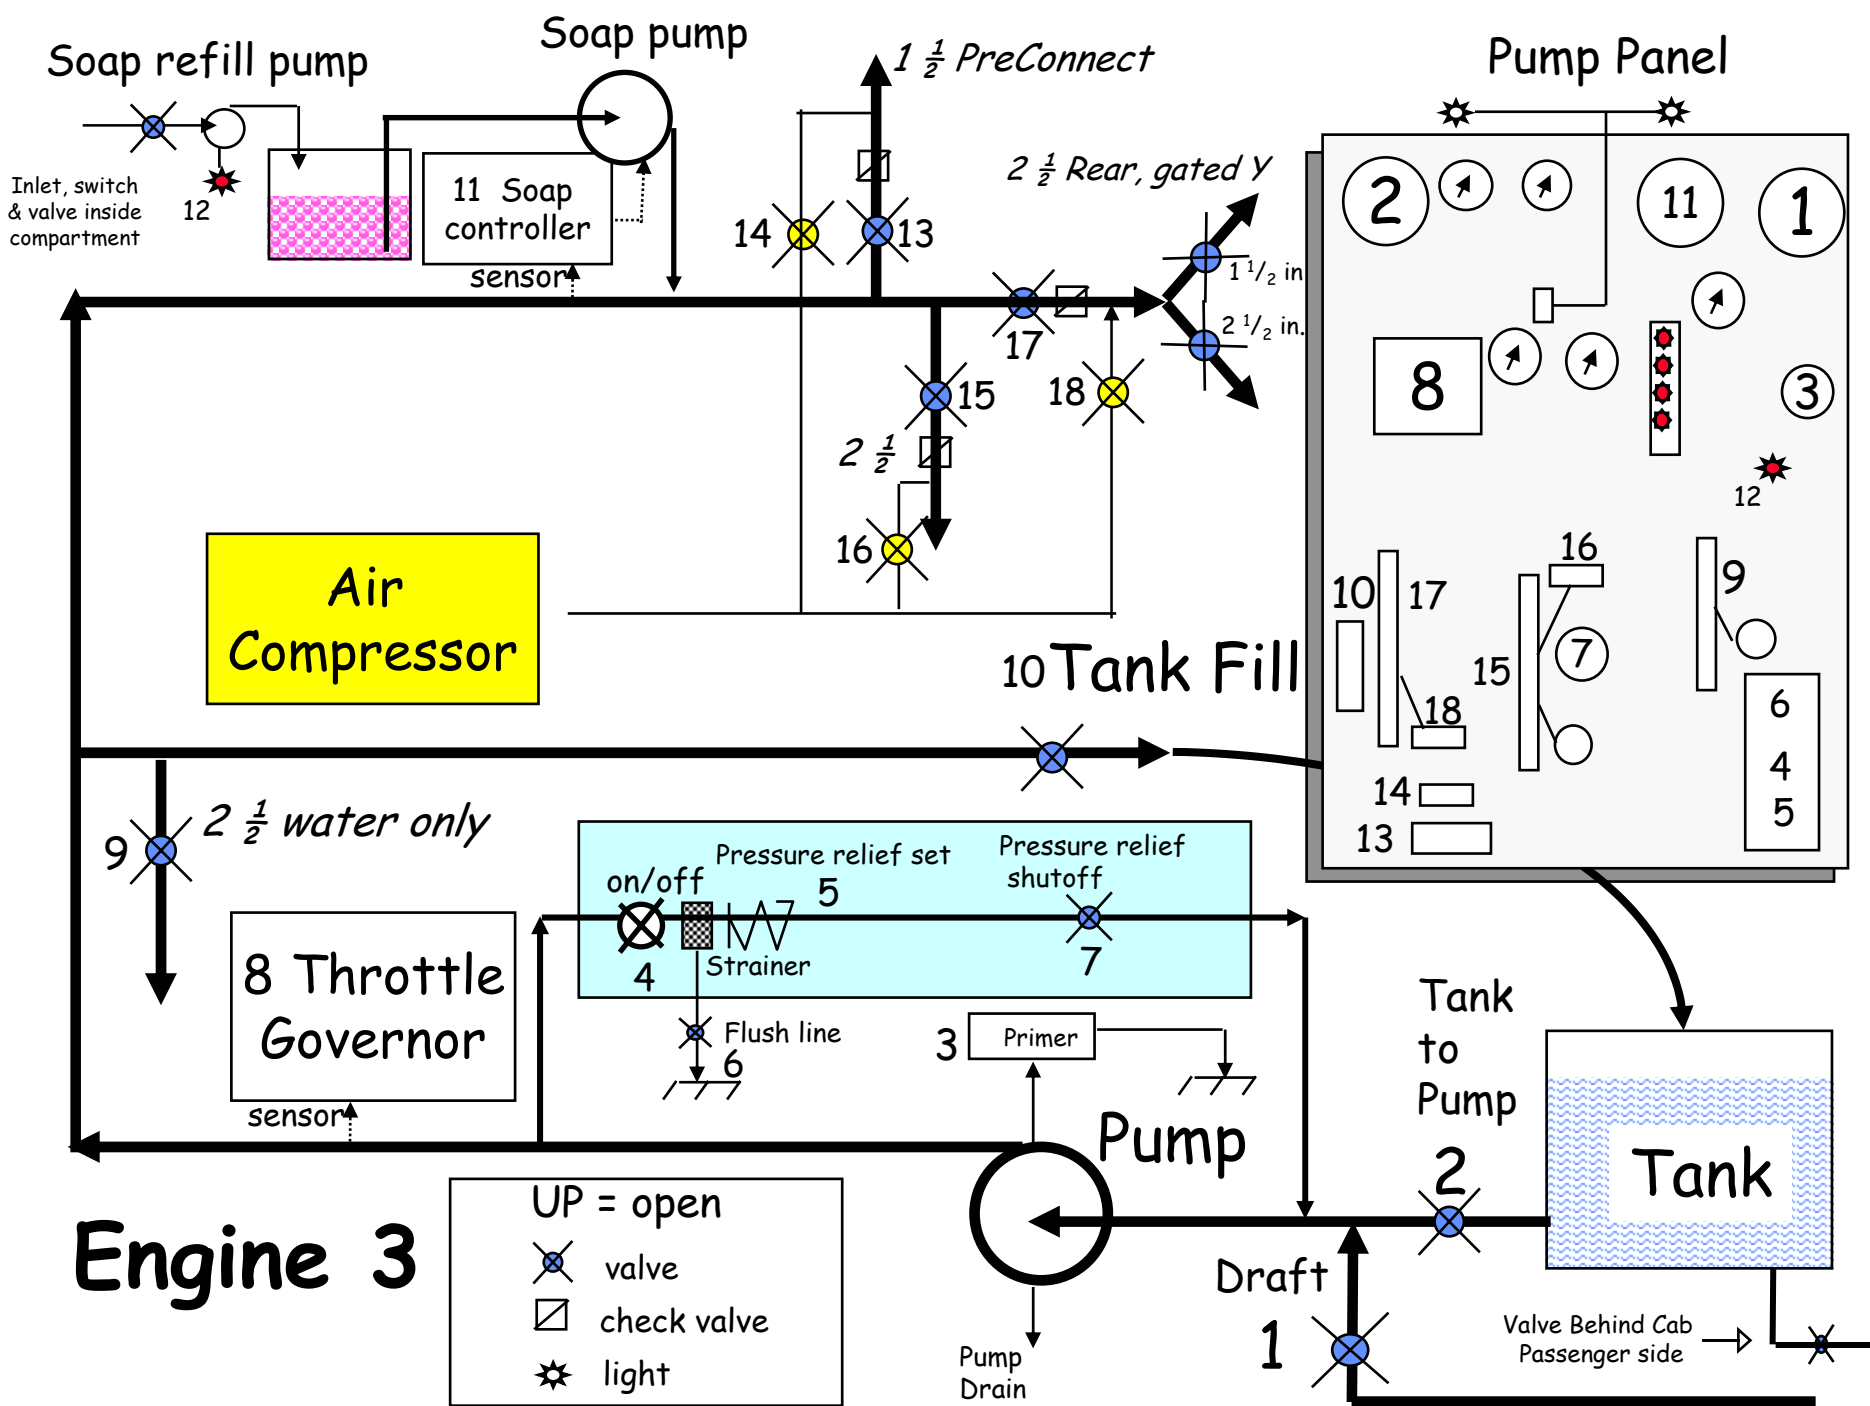 Soap refill pump
Soap pump
1 ½ PreConnect
Pump Panel
Inlet, switch
& valve inside
compartment
12
11 Soap
controller
sensor
14
13
2 ½ Rear, gated Y
1 1/2 in
2 1/2 in.
17
15
18
2 ½
16
Air
Compressor
10 Tank Fill
2
11
1
8
3
12
16
9
10
17
15
7
18
6
4
5
14
13
9
2 ½ water only
on/off
Pressure relief set
5
Pressure relief
shutoff
4
Strainer
7
8 Throttle
Governor
sensor
Flush line
6
3
Primer
Pump
Tank
to
Pump
2
Tank
Engine 3
UP = open
valve
check valve
light
Pump
Drain
Draft
1
Valve Behind Cab
Passenger side